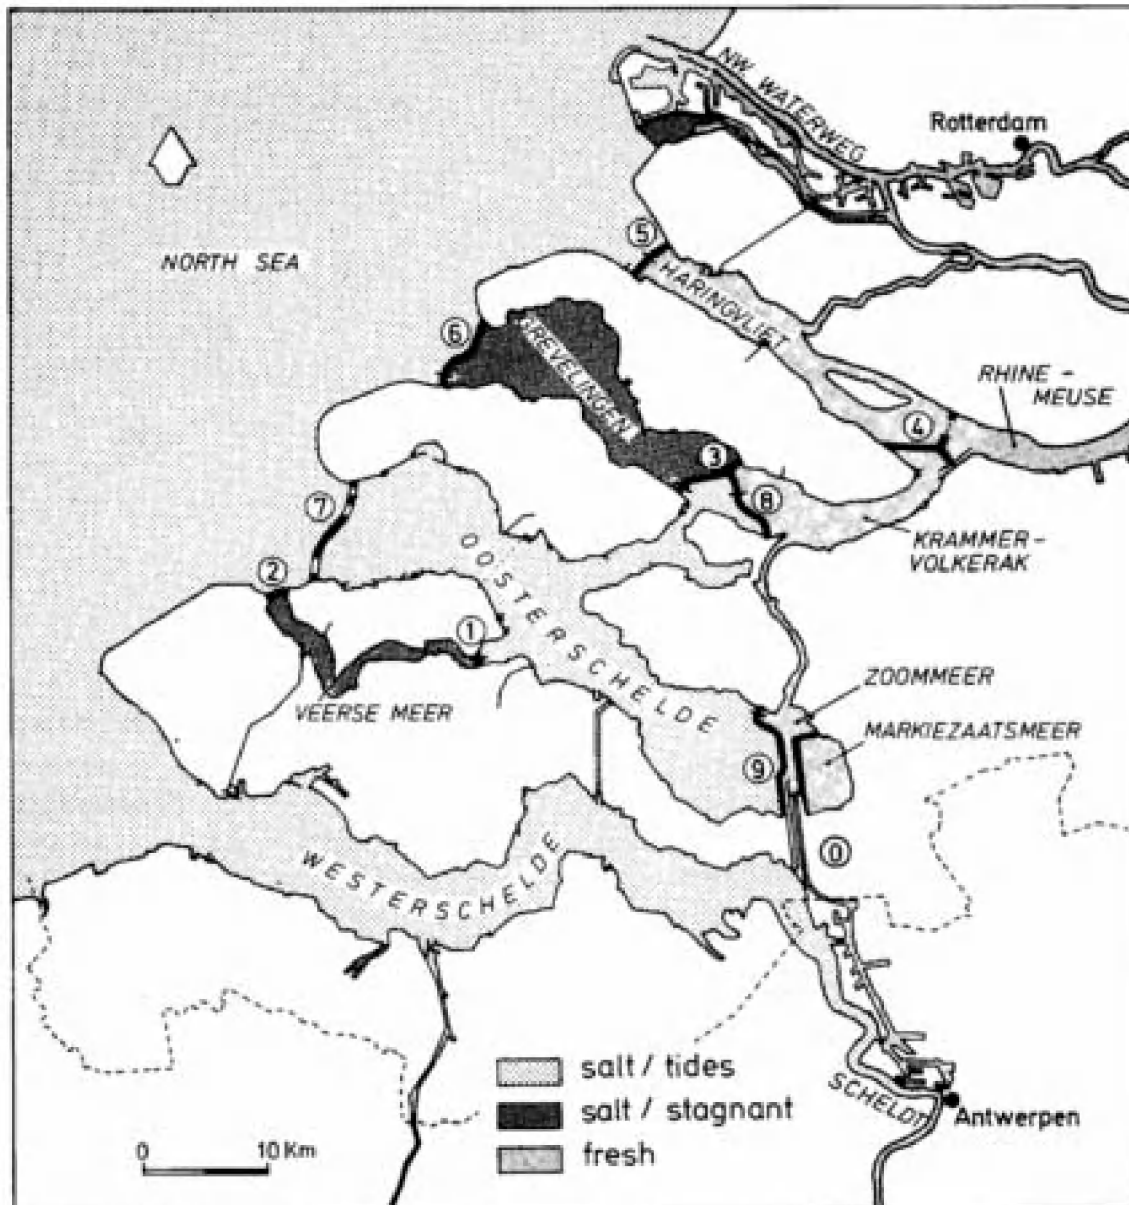 NW WATERWEG
Rotterdam
NORTH SEA
5
HARINGVLIET
6
GREVELINGEN
RHINE -
MEUSE
4
3
7
8
KRAMMER-
VOLKERAK
2
OOSTERSCHELDE
1
ZOOMMEER
VEERSE MEER
MARKIEZAATSMEER
9
0
WESTERSCHELDE
salt / tides
salt / stagnant
SCHELDT
Antwerpen
fresh
0 10 Km